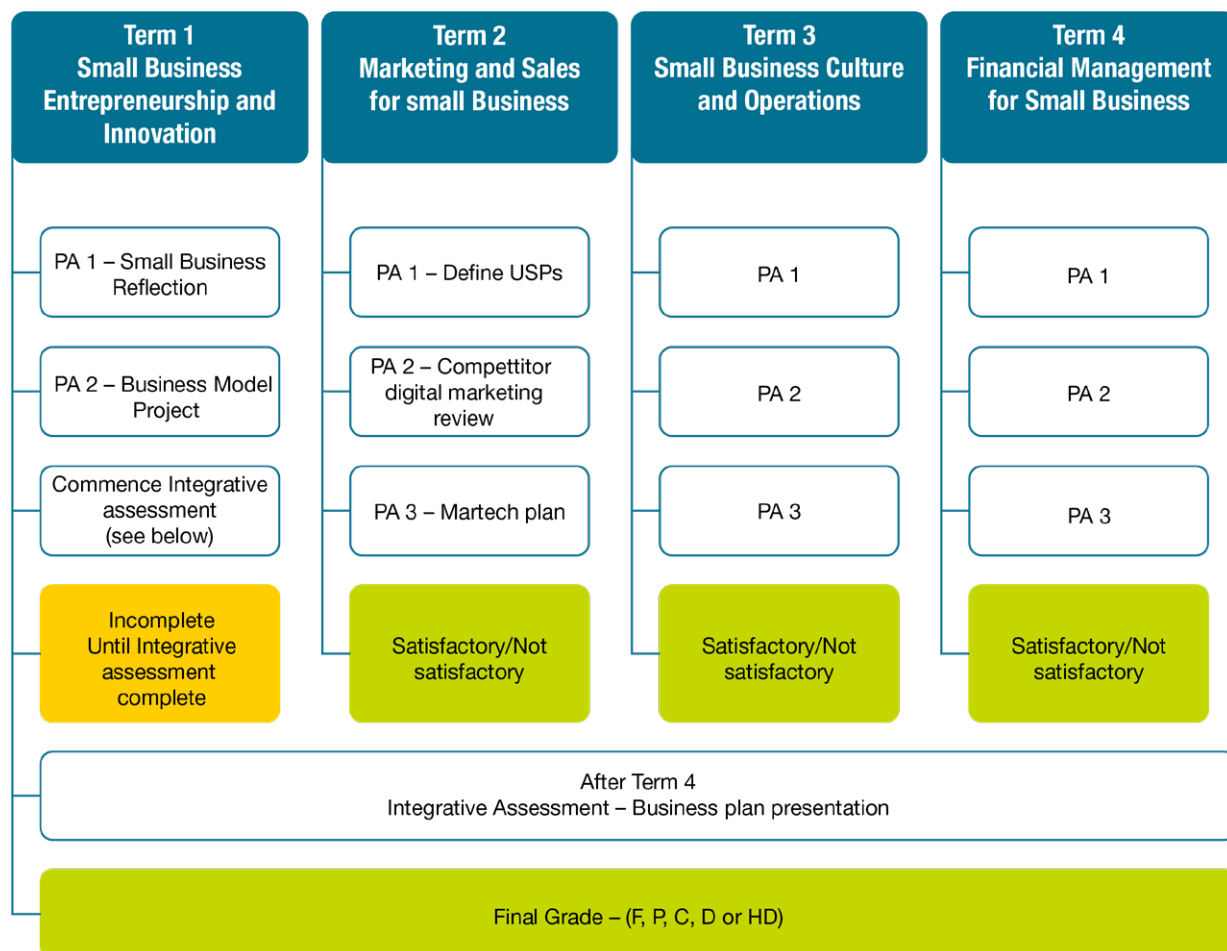 Term 1
Small Business
Entrepreneurship and
Innovation
PA 1 – Small Business
Reflection
PA 2 – Business Model
Project
Commence Integrative
assessment
(see below)
Incomplete
Until Integrative
assessment
complete
Term 2
Marketing and Sales
for small Business
PA 1 – Define USPs
PA 2 – Compettitor
digital marketing
review
PA 3 – Martech plan
Satisfactory/Not
satisfactory
Term 3
Small Business Culture
and Operations
PA 1
PA 2
PA 3
Satisfactory/Not
satisfactory
Term 4
Financial Management
for Small Business
PA 1
PA 2
PA 3
Satisfactory/Not
satisfactory
After Term 4
Integrative Assessment – Business plan presentation
Final Grade – (F, P, C, D or HD)